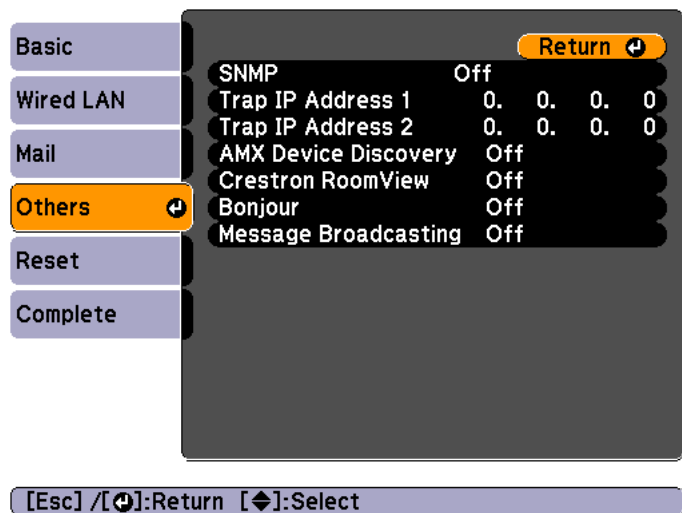 Basic
Wired LAN
Mail
Others
Reset
Complete
Return
SNMP Off
Trap IP Address 1 0. 0. 0. 0
Trap IP Address 2 0. 0. 0. 0
AMX Device Discovery Off
Crestron RoomView Off
Bonjour Off
Message Broadcasting Off
[Esc] /[⏎]:Return [◆]:Select